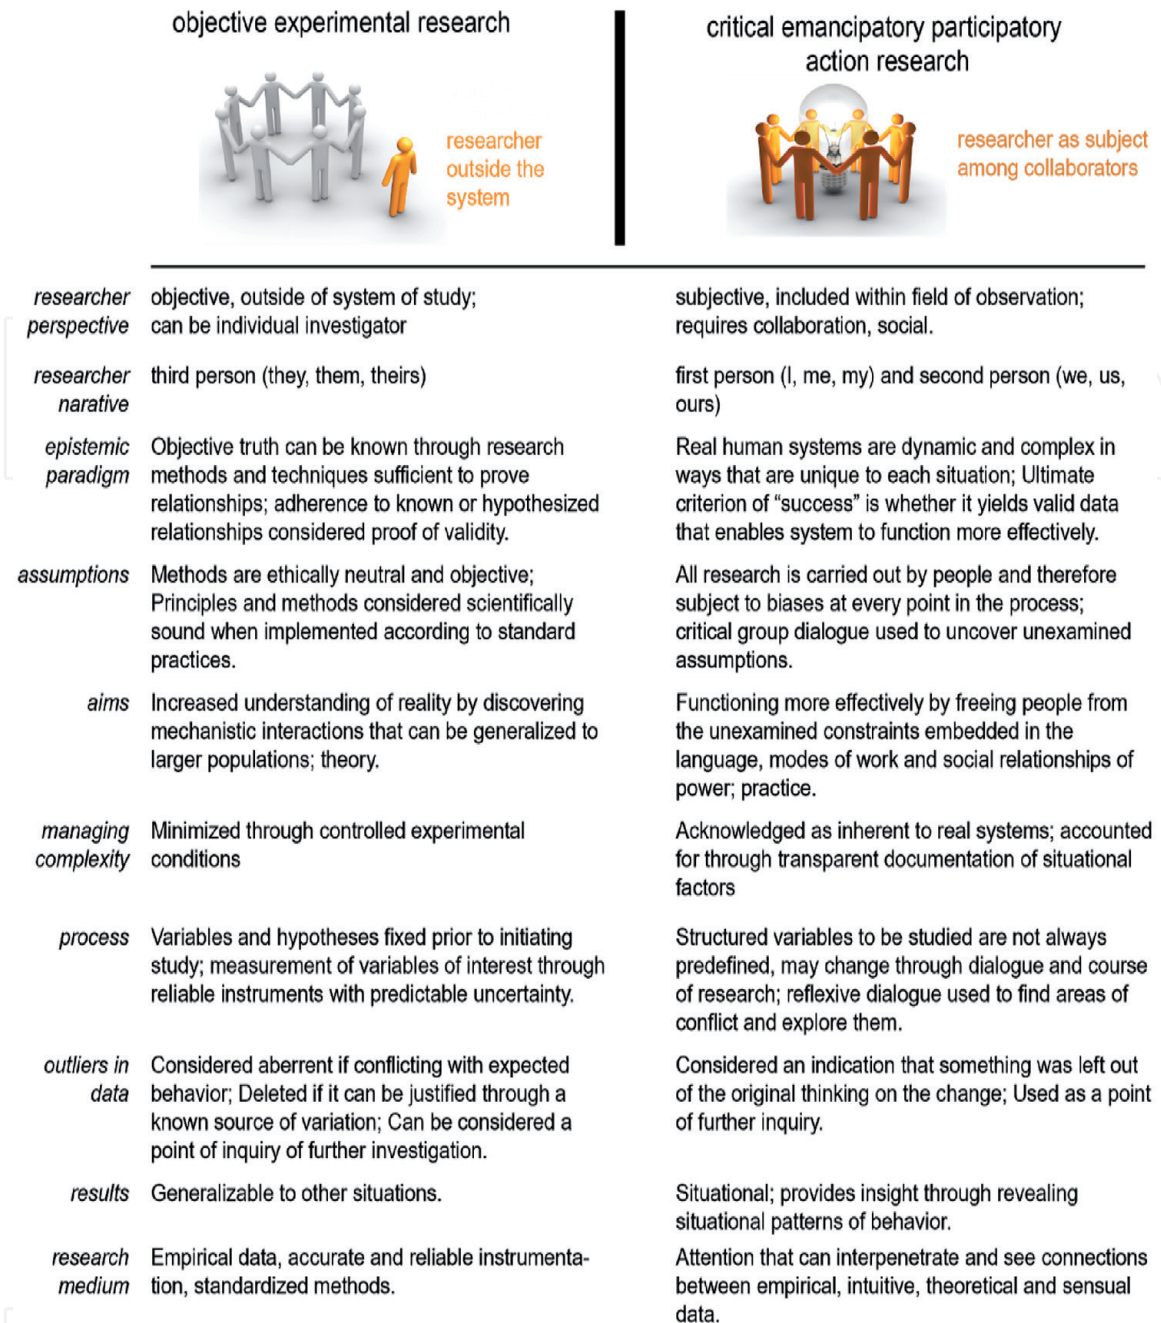 objective experimental research
critical emancipatory participatory
action research
researcher
outside the
system
researcher as subject
among collaborators
researcher
perspective
objective, outside of system of study;
can be individual investigator
subjective, included within field of observation;
requires collaboration, social.
researcher
narative
third person (they, them, theirs)
first person (I, me, my) and second person (we, us,
ours)
epistemic
paradigm
Objective truth can be known through research
methods and techniques sufficient to prove
relationships; adherence to known or hypothesized
relationships considered proof of validity.
Real human systems are dynamic and complex in
ways that are unique to each situation; Ultimate
criterion of “success” is whether it yields valid data
that enables system to function more effectively.
assumptions
Methods are ethically neutral and objective;
Principles and methods considered scientifically
sound when implemented according to standard
practices.
All research is carried out by people and therefore
subject to biases at every point in the process;
critical group dialogue used to uncover unexamined
assumptions.
aims
Increased understanding of reality by discovering
mechanistic interactions that can be generalized to
larger populations; theory.
Functioning more effectively by freeing people from
the unexamined constraints embedded in the
language, modes of work and social relationships of
power; practice.
managing
complexity
Minimized through controlled experimental
conditions
Acknowledged as inherent to real systems; accounted
for through transparent documentation of situational
factors
process
Variables and hypotheses fixed prior to initiating
study; measurement of variables of interest through
reliable instruments with predictable uncertainty.
Structured variables to be studied are not always
predefined, may change through dialogue and course
of research; reflexive dialogue used to find areas of
conflict and explore them.
outliers in
data
Considered aberrent if conflicting with expected
behavior; Deleted if it can be justified through a
known source of variation; Can be considered a
point of inquiry of further investigation.
Considered an indication that something was left out
of the original thinking on the change; Used as a point
of further inquiry.
results
Generalizable to other situations.
Situational; provides insight through revealing
situational patterns of behavior.
research
medium
Empirical data, accurate and reliable instrumenta-
tion, standardized methods.
Attention that can interpenetrate and see connections
between empirical, intuitive, theoretical and sensual
data.